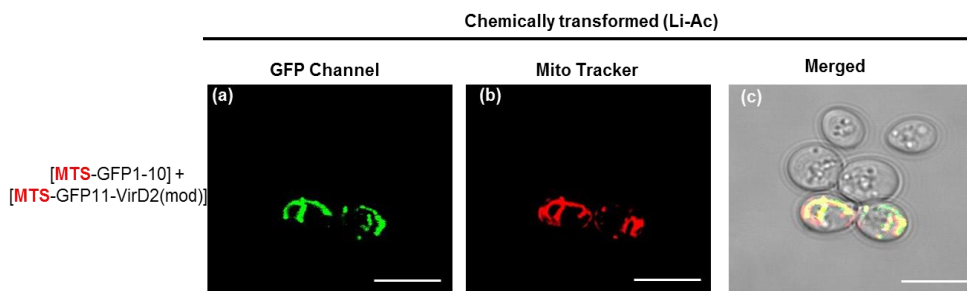 Chemically transformed (Li-Ac)
GFP Channel
Mito Tracker
Merged
(a)
(b)
(c)
[MTS-GFP1-10] +
[MTS-GFP11-VirD2(mod)]